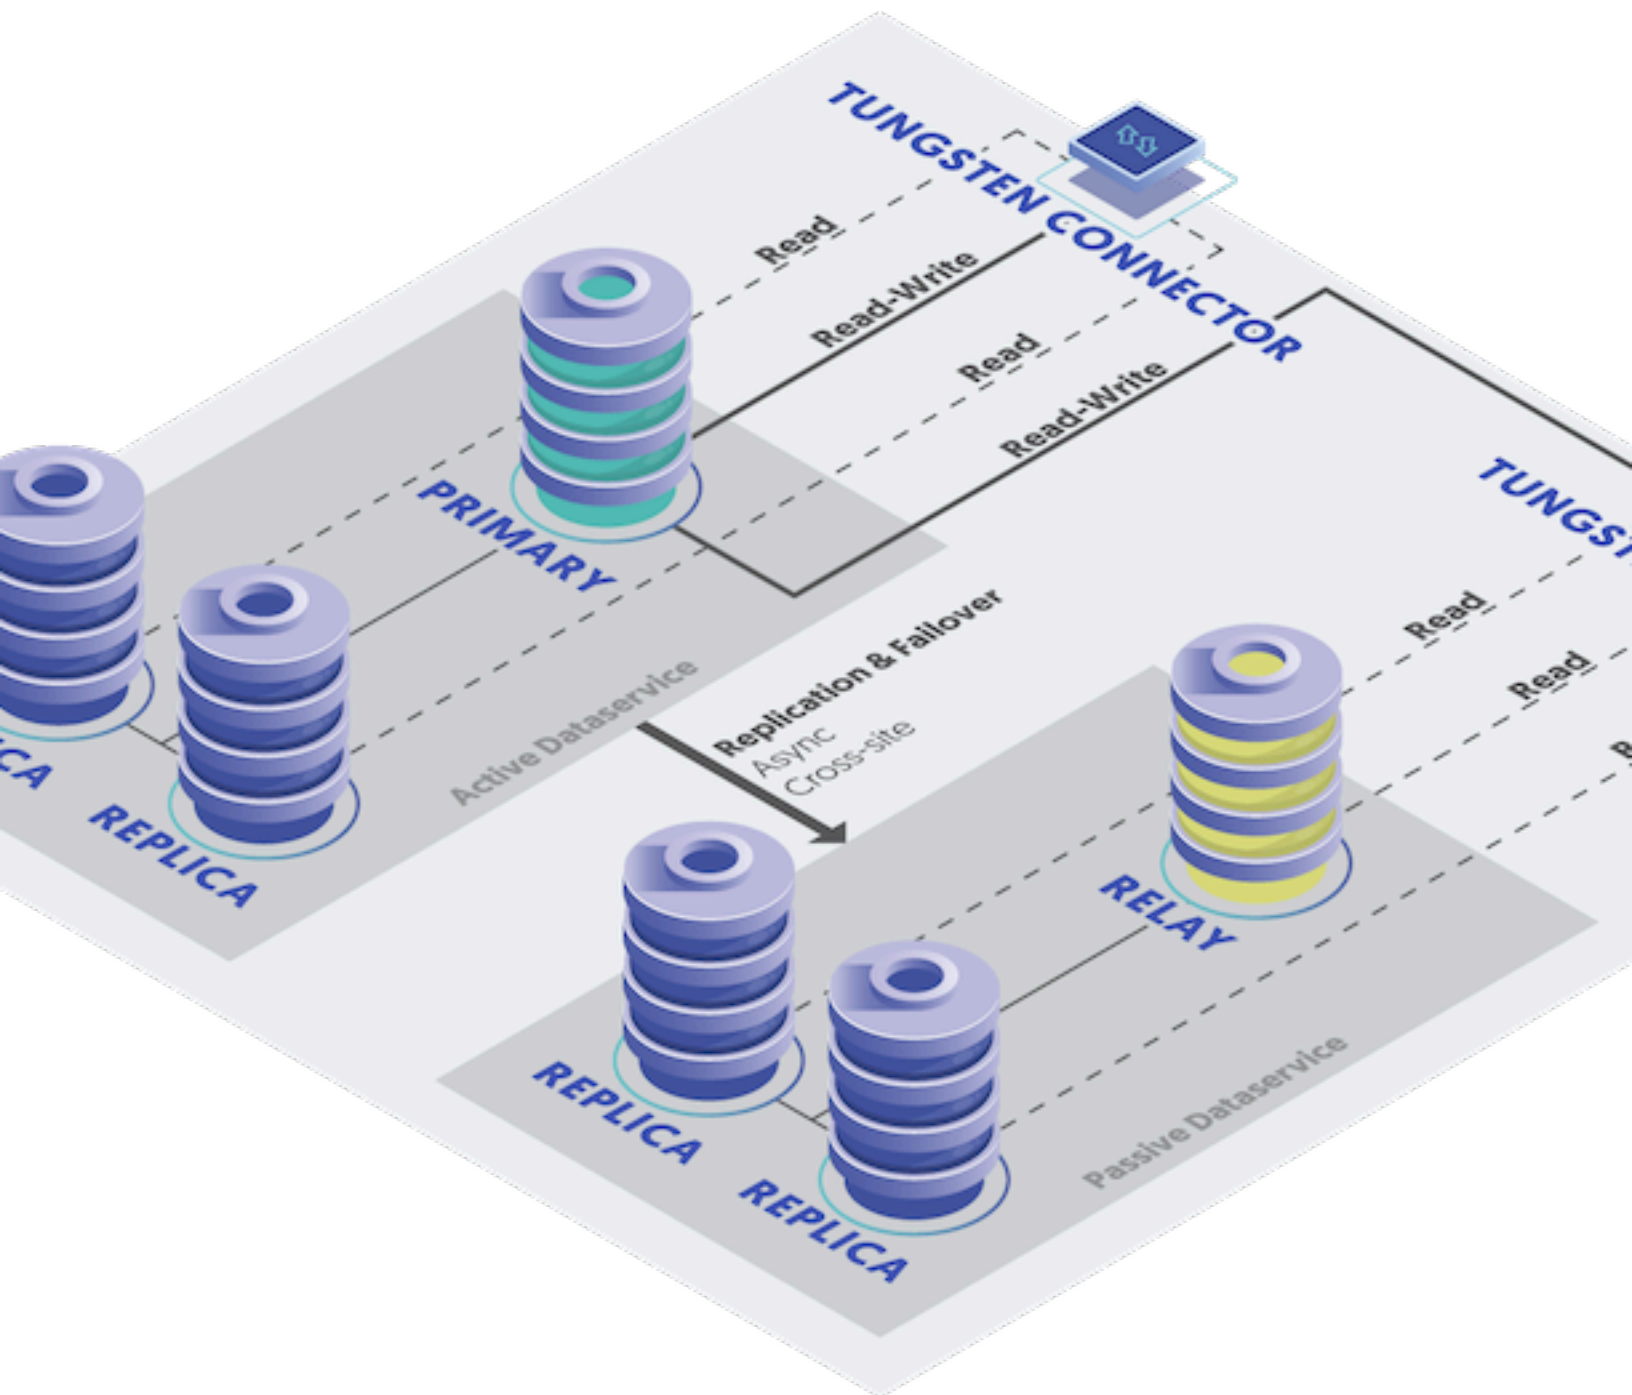 TUNGSTEN CONNECTOR
Read
Read-Write
Read
Read-Write
PRIMARY
REPLICA
Active Dataservice
Replication & Failover
Async
Cross-site
Read
Read
RELAY
REPLICA
REPLICA
Passive Dataservice